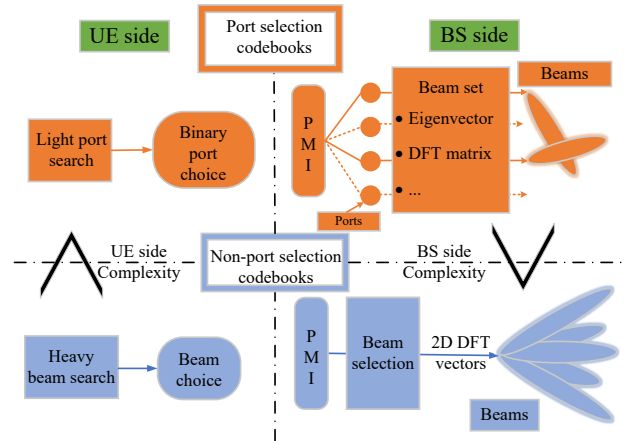 UE side
Port selection
codebooks
BS side
Light port
search
Binary
port
choice
P
M
I
Beam set
• Eigenvector
• DFT matrix
• ...
Beams
Ports
UE side
Complexity
Non-port selection
codebooks
BS side
Complexity
Heavy
beam search
Beam
choice
P
M
I
Beam
selection
2D DFT
vectors
Beams